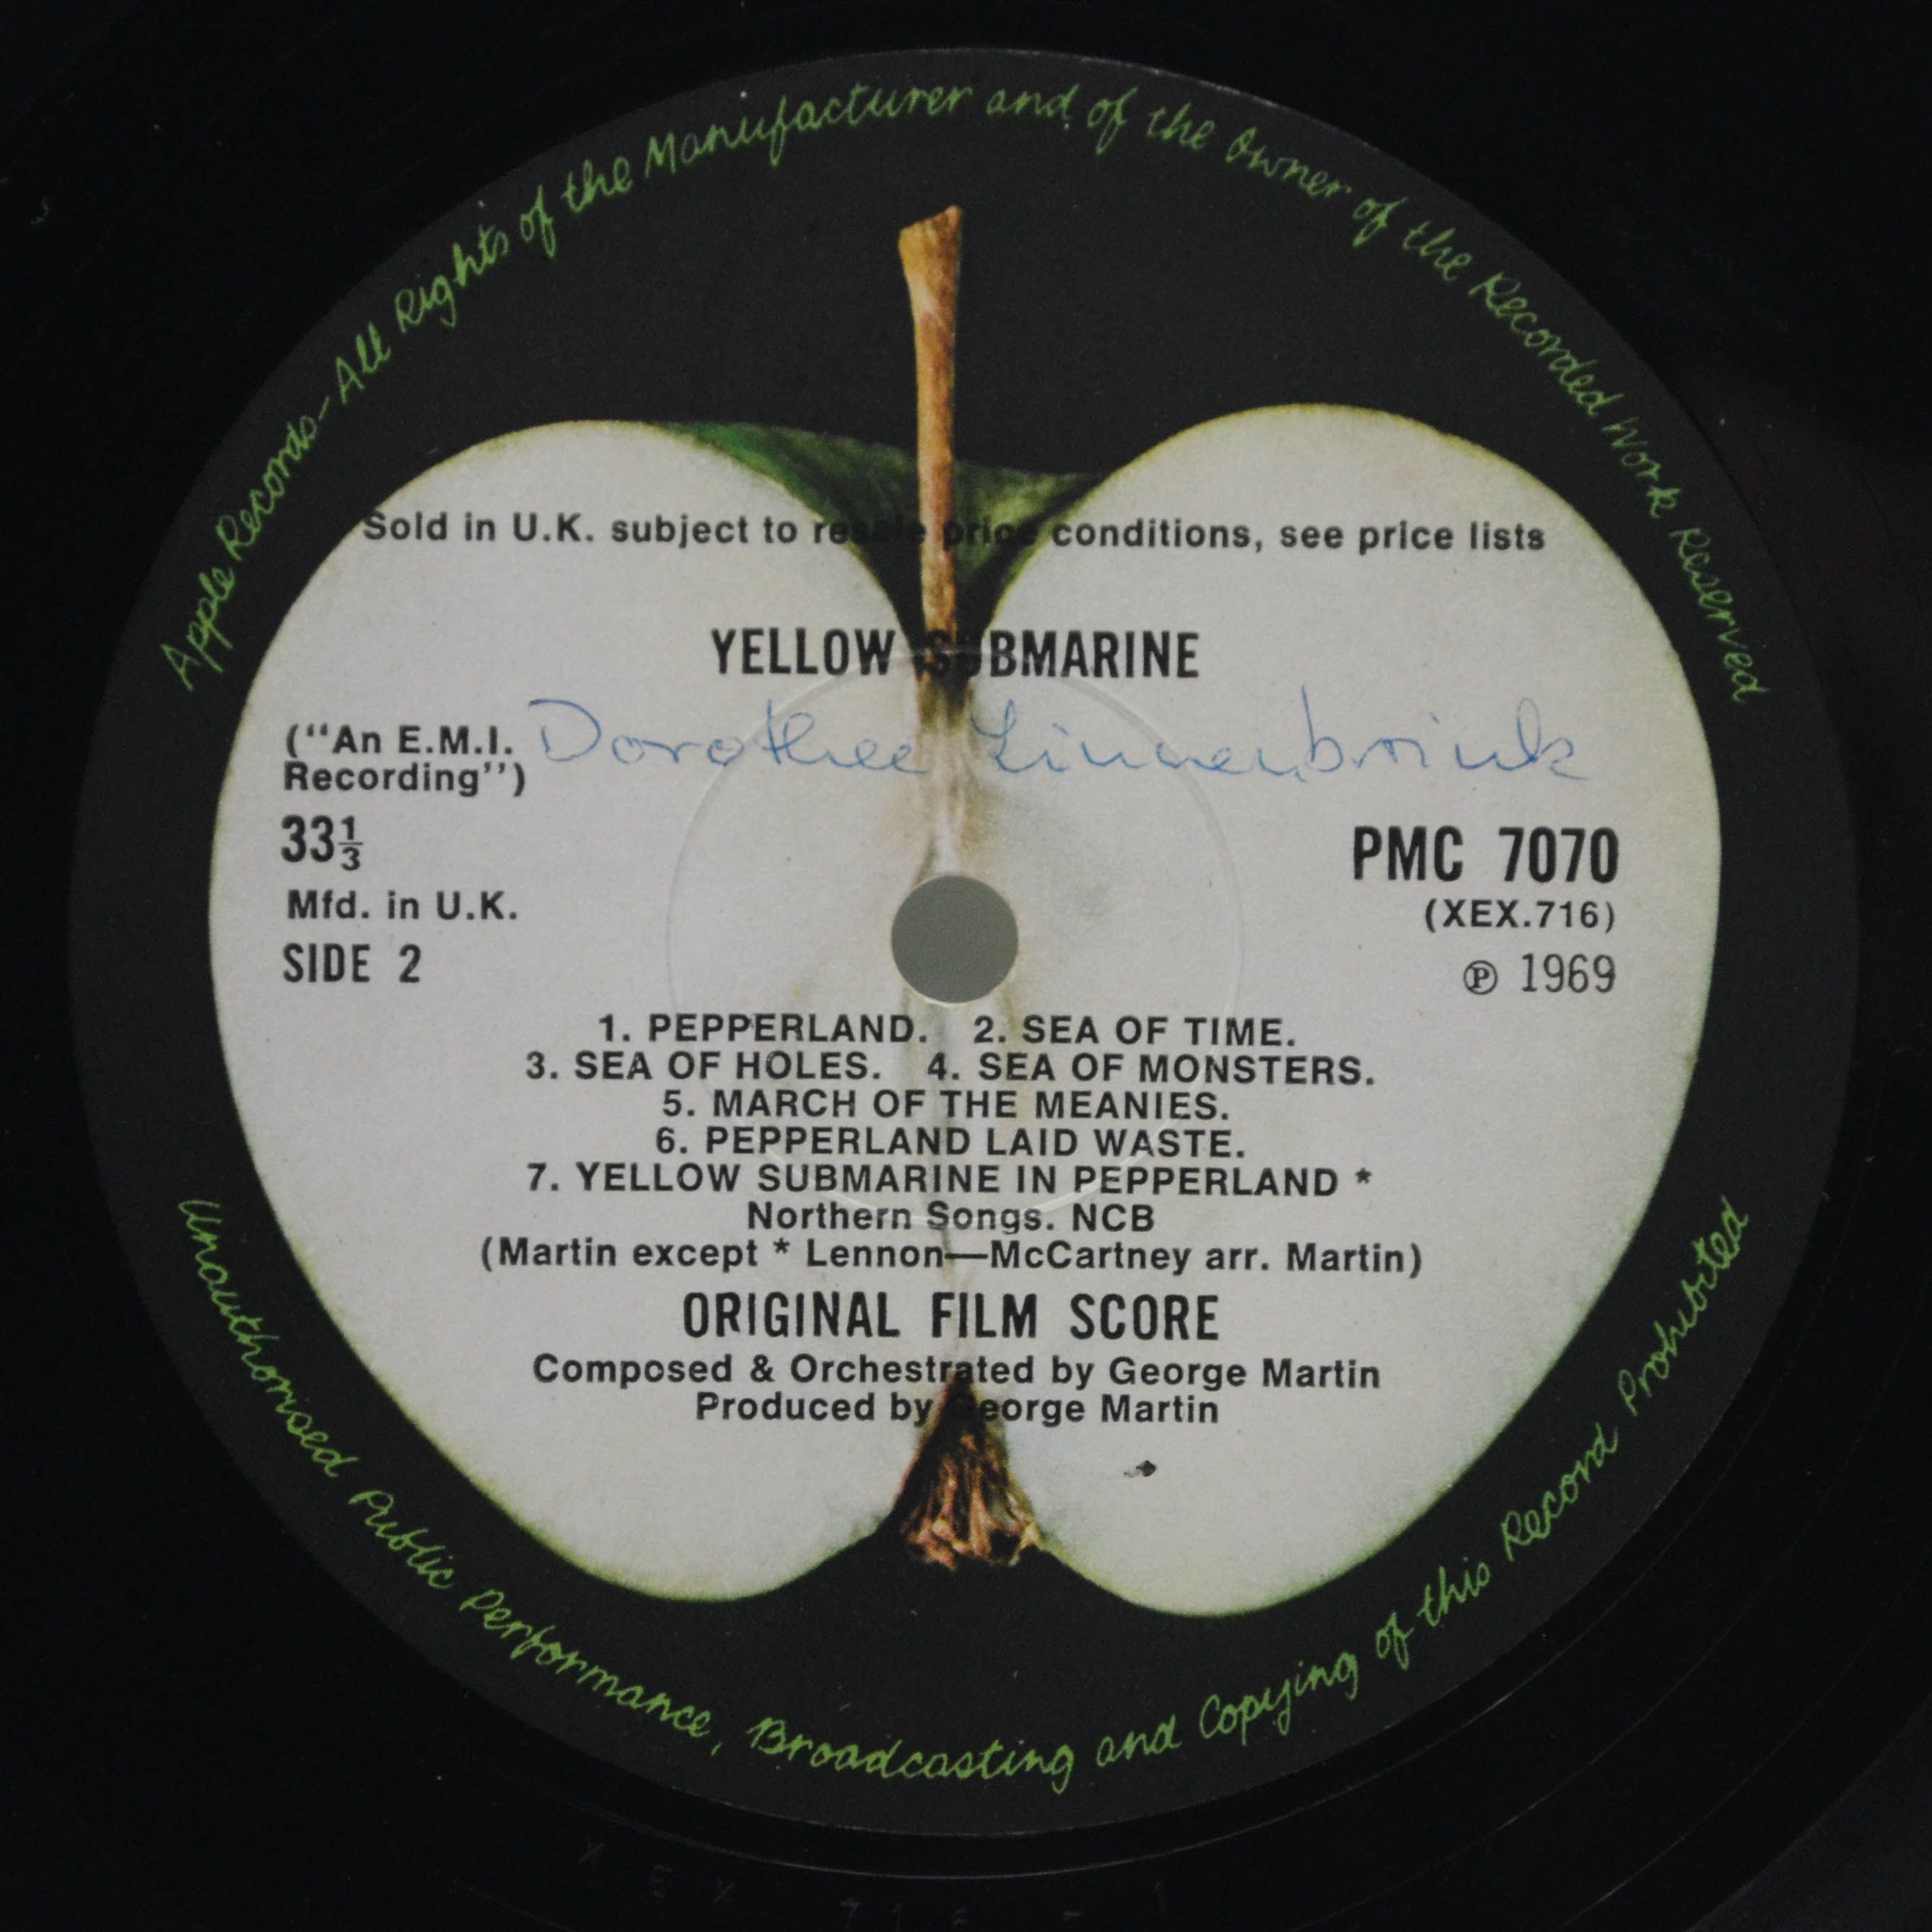 Apple Records-All Rights of the Manufacturer and of the Owner of the Recorded Work Reserved
Sold in U.K. subject to resale price conditions, see price lists
YELLOW SUBMARINE
("An E.M.I.
Recording")
Dorothee Linnenbrink
33⅓
Mfd. in U.K.
SIDE 2
PMC 7070
(XEX.716)
℗ 1969
1. PEPPERLAND. 2. SEA OF TIME.
3. SEA OF HOLES. 4. SEA OF MONSTERS.
5. MARCH OF THE MEANIES.
6. PEPPERLAND LAID WASTE.
7. YELLOW SUBMARINE IN PEPPERLAND *
Northern Songs. NCB
(Martin except * Lennon—McCartney arr. Martin)
ORIGINAL FILM SCORE
Composed & Orchestrated by George Martin
Produced by George Martin
Unauthorised Public Performance, Broadcasting and Copying of this Record Prohibited
XEX 716 - 1